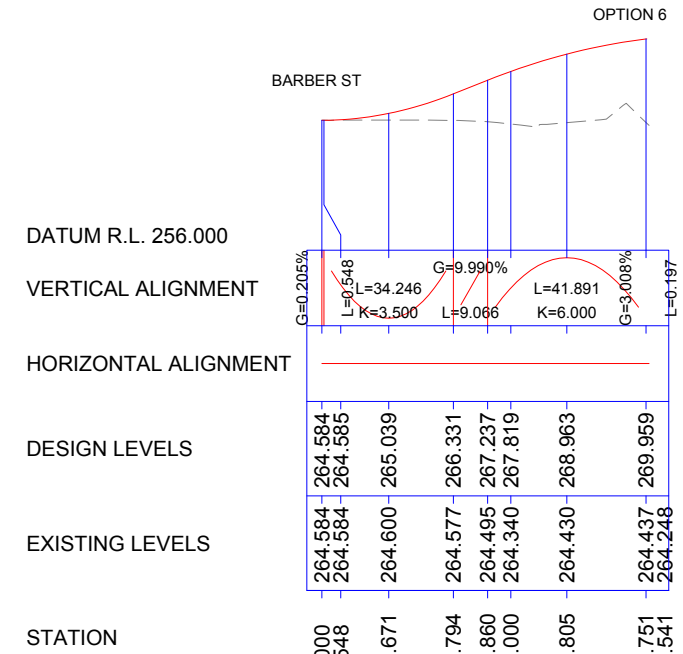 OPTION 6
BARBER ST
DATUM R.L. 256.000
VERTICAL ALIGNMENT
G=0.205%
L=0.548
L=34.246
K=3.500
G=9.990%
L=9.066
L=41.891
K=6.000
G=3.008%
L=0.197
HORIZONTAL ALIGNMENT
DESIGN LEVELS
264.584
264.585
265.039
266.331
267.237
267.819
268.963
269.959
EXISTING LEVELS
264.584
264.584
264.600
264.577
264.495
264.340
264.430
264.437
264.248
STATION
000
548
.671
.794
.860
.000
.805
.751
.541